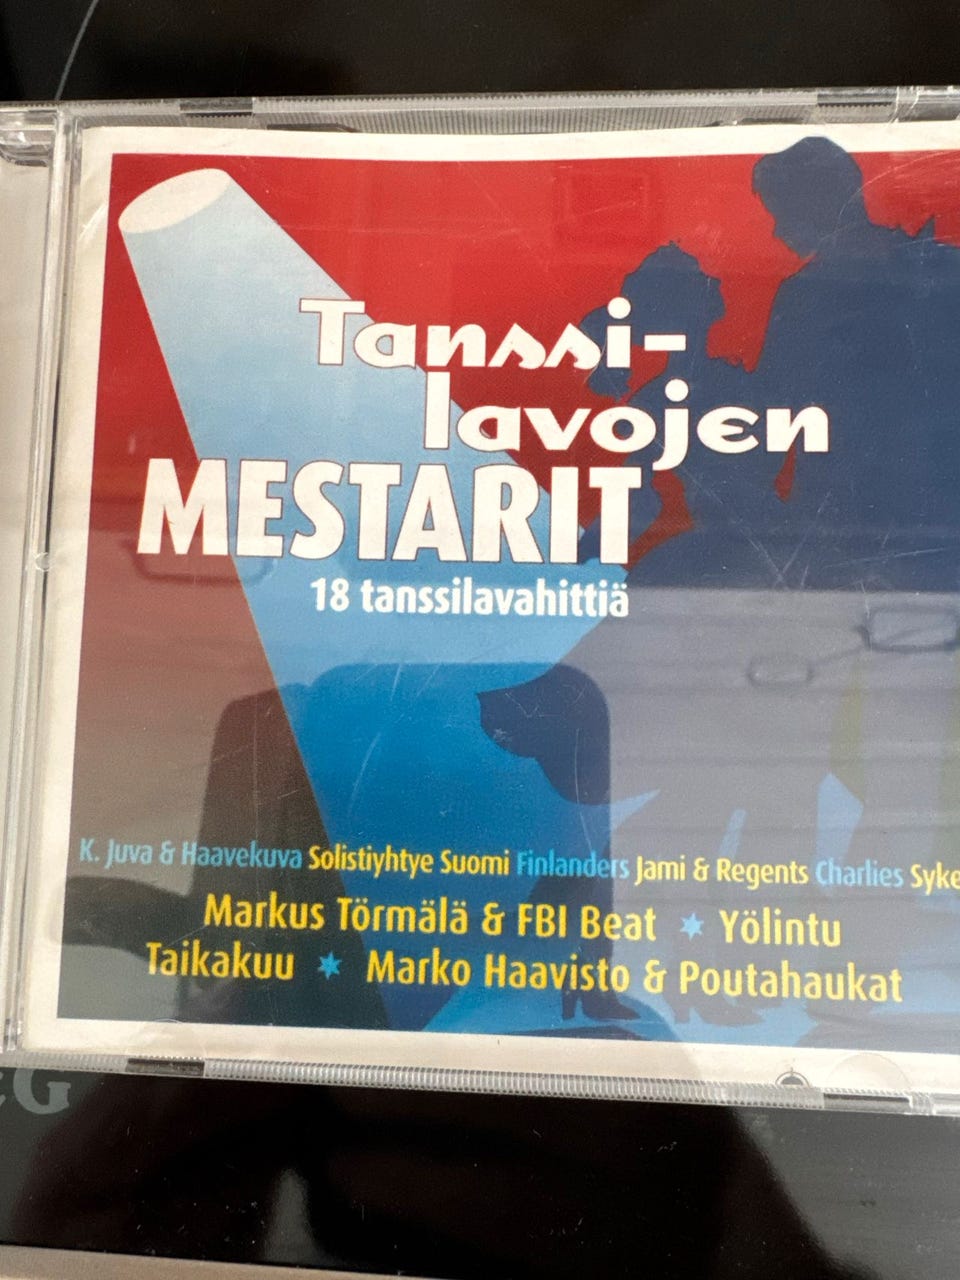 Tanssi-
lavojen
MESTARIT
18 tanssilavahittiä
K. Juva & Haavekuva Solistiyhtye Suomi Finlanders Jami & Regents Charlies Syke
Markus Törmälä & FBI Beat Yölintu
Taikakuu Marko Haavisto & Poutahaukat